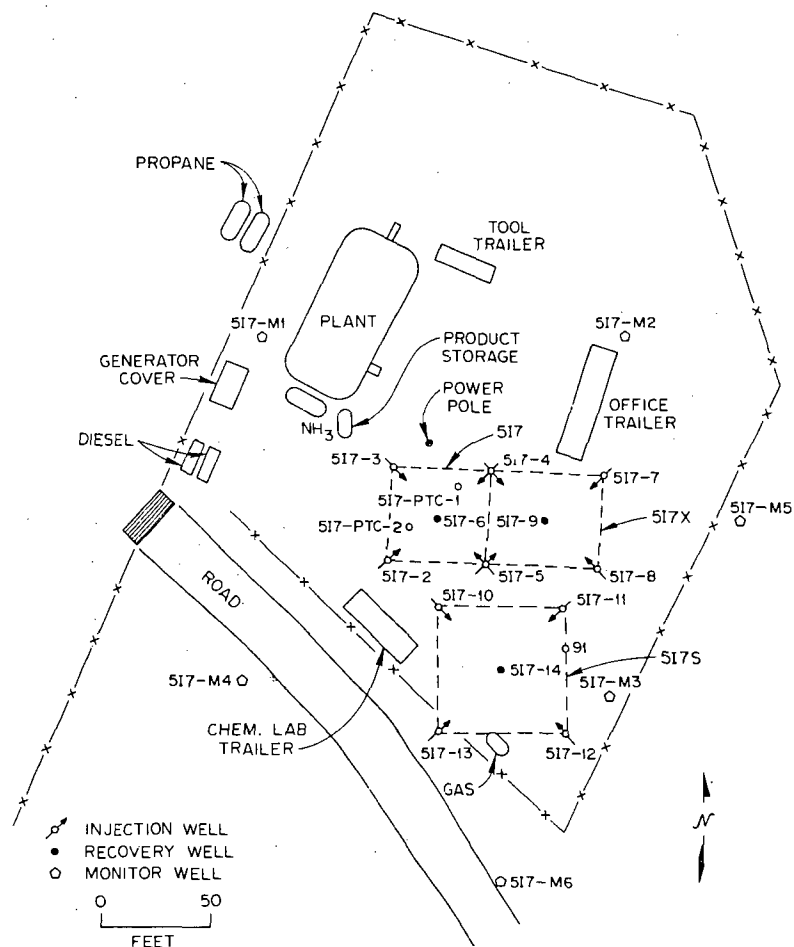 PROPANE
TOOL
TRAILER
517-M1
PLANT
517-M2
GENERATOR
COVER
PRODUCT
STORAGE
POWER
POLE
OFFICE
TRAILER
NH3
DIESEL
517
517-3
517-4
517-7
517-PTC-1
517-PTC-2
517-6
517-9
517X
517-M5
517-2
517-5
517-8
ROAD
517-10
517-11
91
517S
517-14
517-M3
517-M4
CHEM. LAB
TRAILER
517-13
517-12
GAS
N
INJECTION WELL
RECOVERY WELL
MONITOR WELL
0 50
FEET
517-M6